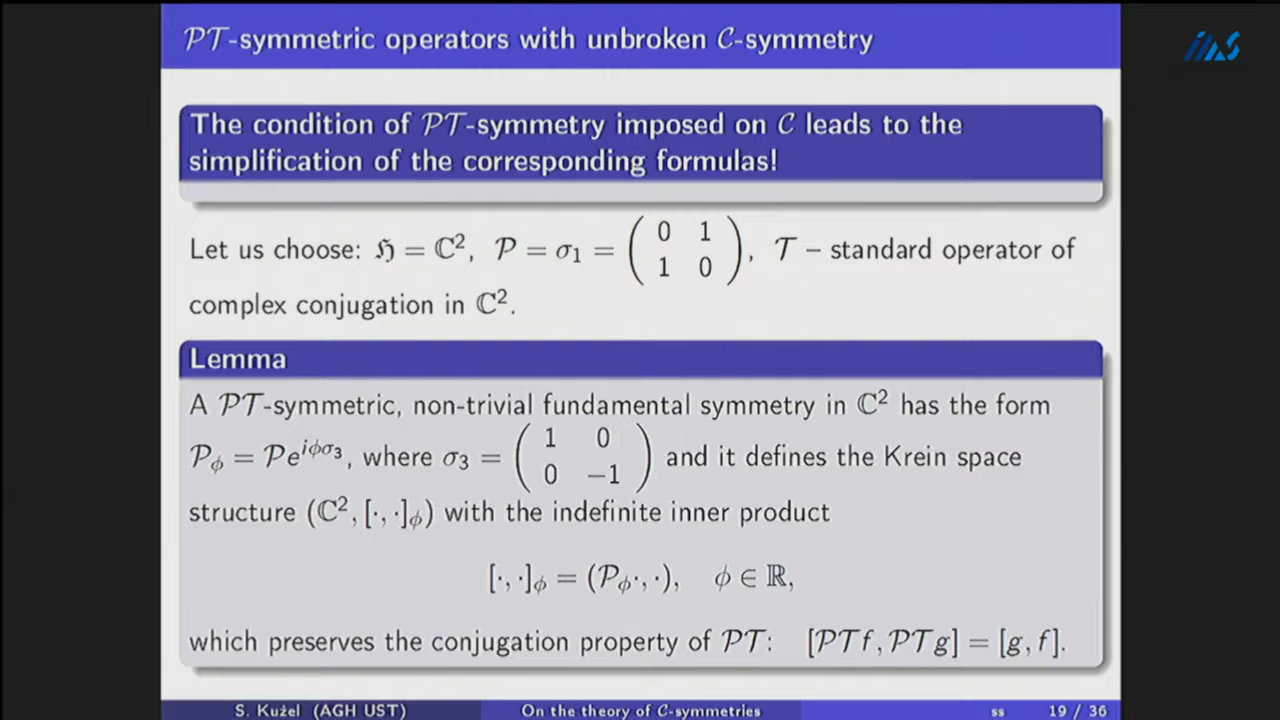 𝒫𝒯-symmetric operators with unbroken 𝒞-symmetry
The condition of 𝒫𝒯-symmetry imposed on 𝒞 leads to the
simplification of the corresponding formulas!
Let us choose: ℌ = ℂ², 𝒫 = σ₁ = ( 0 1 ; 1 0 ), 𝒯 – standard operator of
complex conjugation in ℂ².
Lemma
A 𝒫𝒯-symmetric, non-trivial fundamental symmetry in ℂ² has the form
𝒫_ϕ = 𝒫e^{iϕσ₃}, where σ₃ = ( 1 0 ; 0 −1 ) and it defines the Krein space
structure (ℂ², [·, ·]_ϕ) with the indefinite inner product
[·, ·]_ϕ = (𝒫_ϕ·, ·), ϕ ∈ ℝ,
which preserves the conjugation property of 𝒫𝒯: [𝒫𝒯f, 𝒫𝒯g] = [g, f].
S. Kużel (AGH UST) On the theory of 𝒞-symmetries ss 19 / 36